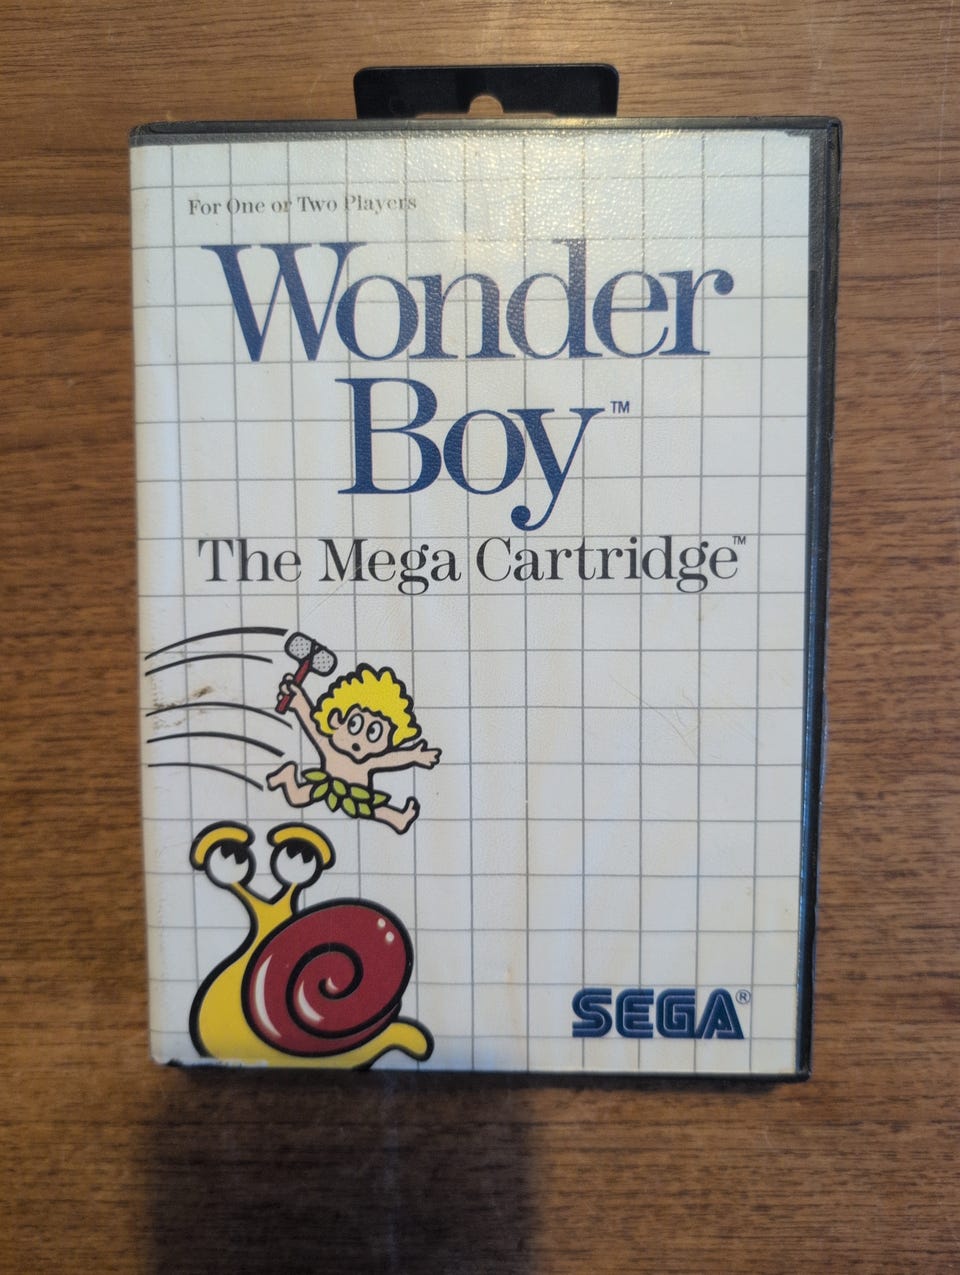 For One or Two Players
Wonder
Boy™
The Mega Cartridge™
SEGA®